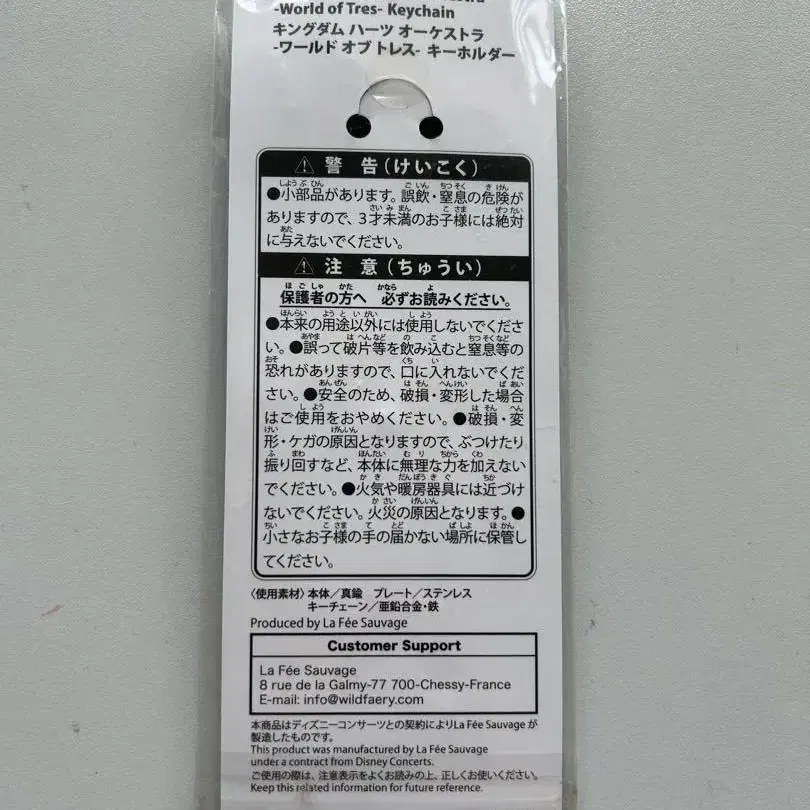 -World of Tres- Keychain
キングダム ハーツ オーケストラ
-ワールド オブ トレス- キーホルダー
⚠ 警 告(けいこく)
●小部品があります。誤飲・窒息の危険が
ありますので、3才未満のお子様には絶対
に与えないでください。
⚠ 注 意(ちゅうい)
保護者の方へ 必ずお読みください。
●本来の用途以外には使用しないでくださ
い。●誤って破片等を飲み込むと窒息等の
恐れがありますので、口に入れないでくだ
さい。●安全のため、破損・変形した場合
はご使用をおやめください。●破損・変
形・ケガの原因となりますので、ぶつけたり
振り回すなど、本体に無理な力を加えない
でください。●火気や暖房器具には近づけ
ないでください。火災の原因となります。●
小さなお子様の手の届かない場所に保管し
てください。
〈使用素材〉本体／真鍮 プレート／ステンレス
キーチェーン／亜鉛合金・鉄
Produced by La Fée Sauvage
Customer Support
La Fée Sauvage
8 rue de la Galmy-77 700-Chessy-France
E-mail: info@wildfaery.com
本商品はディズニーコンサーツとの契約によりLa Fée Sauvage が
製造したものです。
This product was manufactured by La Fée Sauvage
under a contract from Disney Concerts.
ご使用の際は、注意表示をよくお読みの上、正しくお使いください。
Keep this related information for future reference.